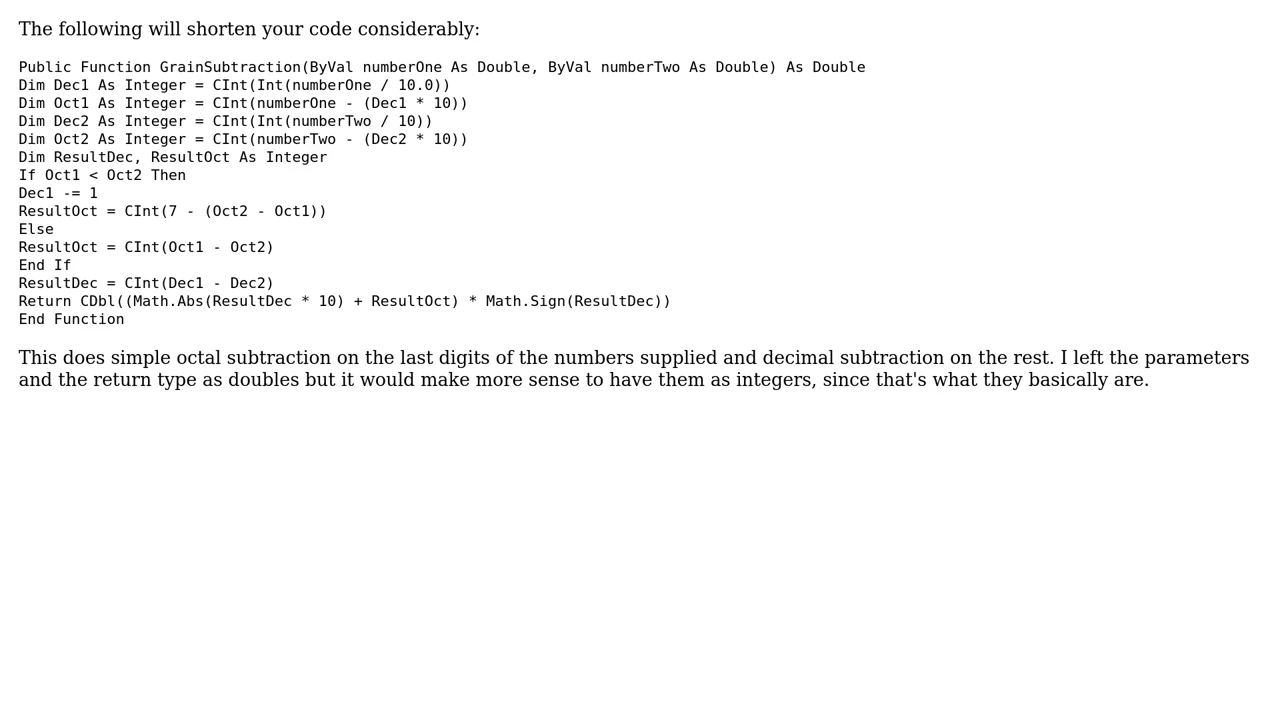 The following will shorten your code considerably:
Public Function GrainSubtraction(ByVal numberOne As Double, ByVal numberTwo As Double) As Double
Dim Dec1 As Integer = CInt(Int(numberOne / 10.0))
Dim Oct1 As Integer = CInt(numberOne - (Dec1 * 10))
Dim Dec2 As Integer = CInt(Int(numberTwo / 10))
Dim Oct2 As Integer = CInt(numberTwo - (Dec2 * 10))
Dim ResultDec, ResultOct As Integer
If Oct1 < Oct2 Then
Dec1 -= 1
ResultOct = CInt(7 - (Oct2 - Oct1))
Else
ResultOct = CInt(Oct1 - Oct2)
End If
ResultDec = CInt(Dec1 - Dec2)
Return CDbl((Math.Abs(ResultDec * 10) + ResultOct) * Math.Sign(ResultDec))
End Function
This does simple octal subtraction on the last digits of the numbers supplied and decimal subtraction on the rest. I left the parameters
and the return type as doubles but it would make more sense to have them as integers, since that's what they basically are.